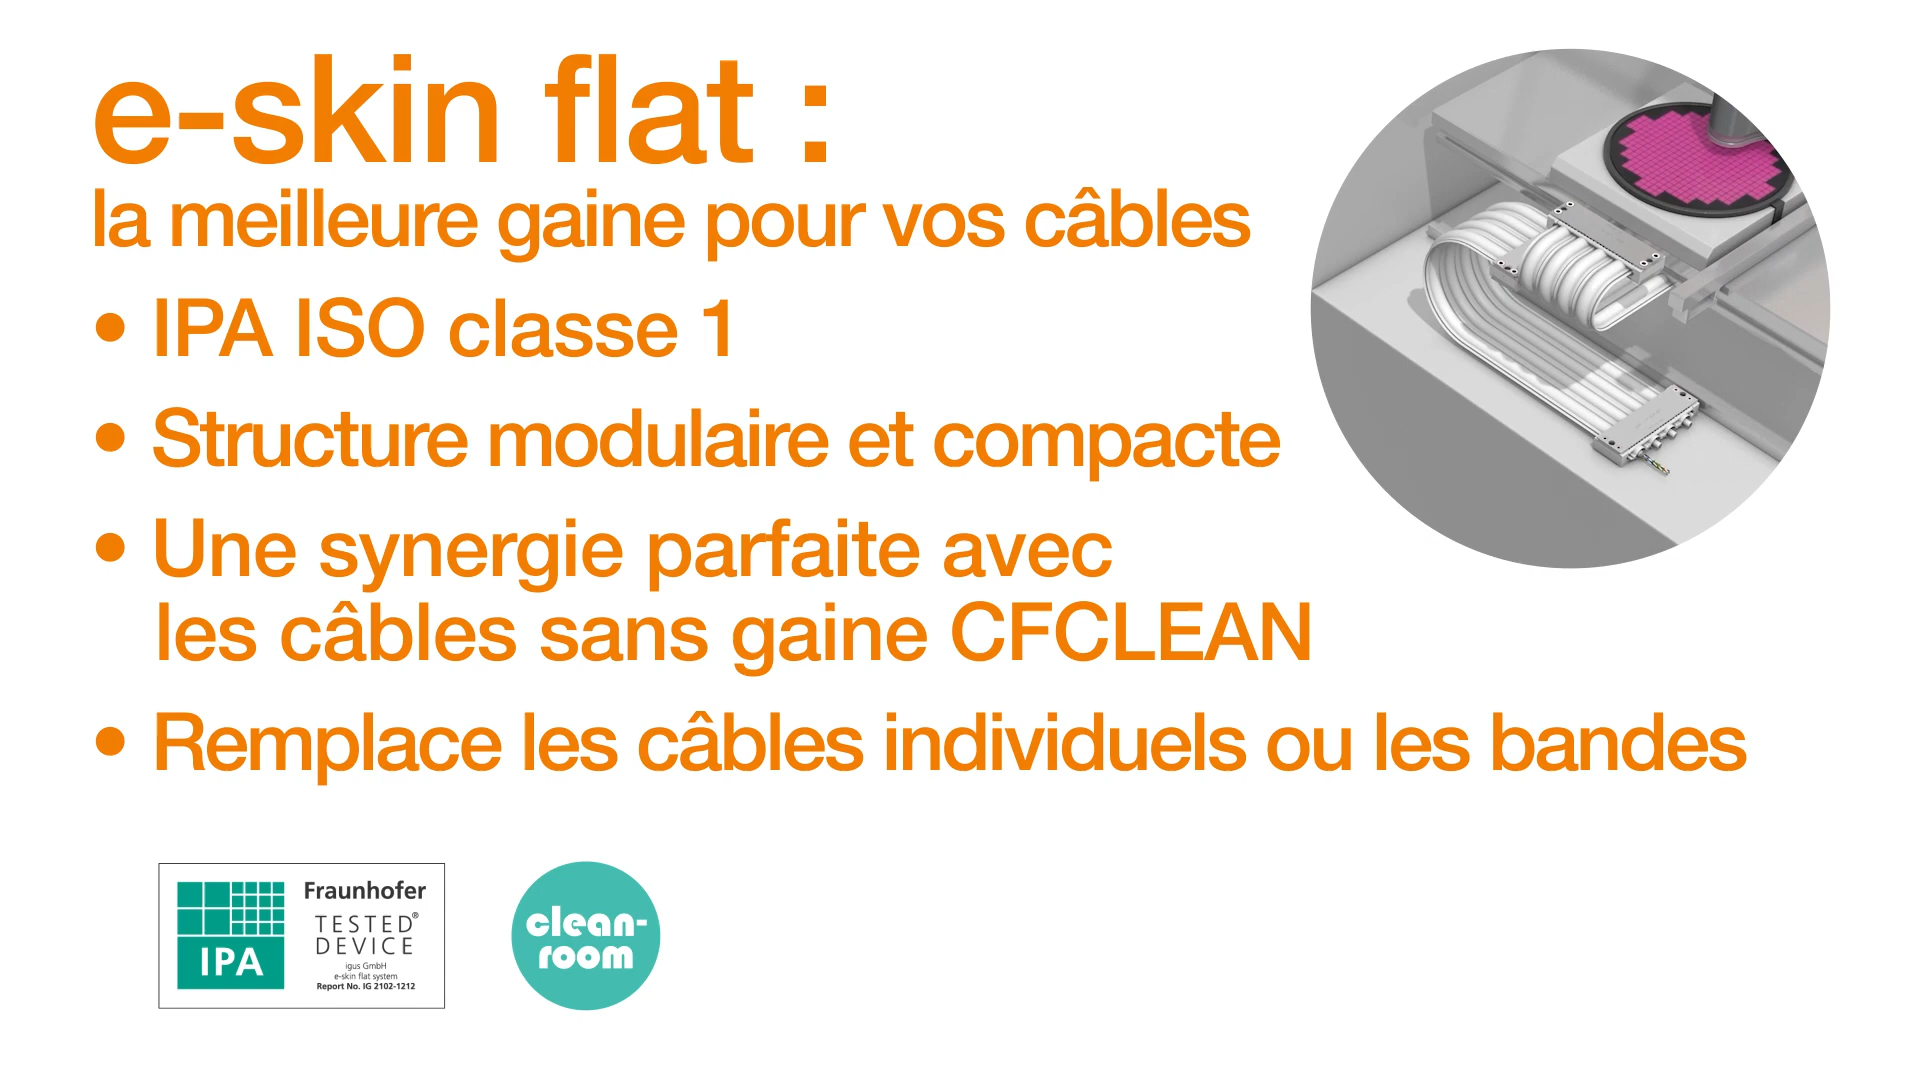 e-skin flat :
la meilleure gaine pour vos câbles
• IPA ISO classe 1
• Structure modulaire et compacte
• Une synergie parfaite avec
les câbles sans gaine CFCLEAN
• Remplace les câbles individuels ou les bandes
IPA
Fraunhofer
TESTED®
DEVICE
igus GmbH
e-skin flat system
Report No. IG 2102-1212
clean-
room